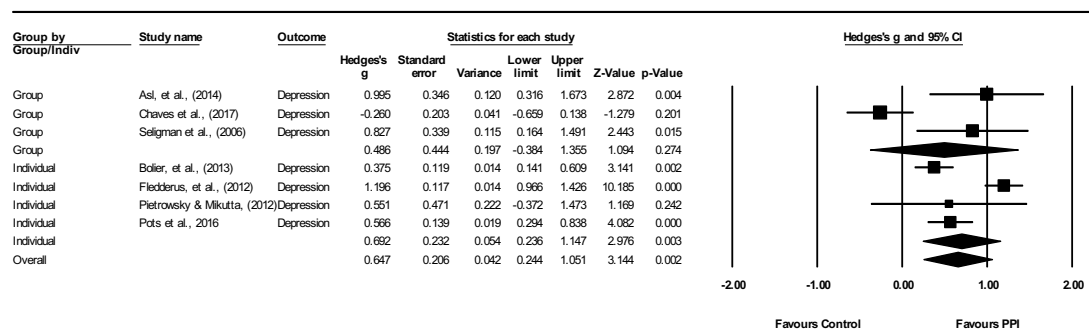 Group by Study name Outcome Statistics for each study Hedges's g and 95% CI
Group/Indiv
Hedges's Standard Lower Upper
g error Variance limit limit Z-Value p-Value
Group Asl, et al., (2014) Depression 0.995 0.346 0.120 0.316 1.673 2.872 0.004
Group Chaves et al., (2017) Depression -0.260 0.203 0.041 -0.659 0.138 -1.279 0.201
Group Seligman et al., (2006) Depression 0.827 0.339 0.115 0.164 1.491 2.443 0.015
Group 0.486 0.444 0.197 -0.384 1.355 1.094 0.274
Individual Bolier, et al., (2013) Depression 0.375 0.119 0.014 0.141 0.609 3.141 0.002
Individual Fledderus, et al., (2012) Depression 1.196 0.117 0.014 0.966 1.426 10.185 0.000
Individual Pietrowsky & Mikutta, (2012) Depression 0.551 0.471 0.222 -0.372 1.473 1.169 0.242
Individual Pots et al., 2016 Depression 0.566 0.139 0.019 0.294 0.838 4.082 0.000
Individual 0.692 0.232 0.054 0.236 1.147 2.976 0.003
Overall 0.647 0.206 0.042 0.244 1.051 3.144 0.002
-2.00 -1.00 0.00 1.00 2.00
Favours Control Favours PPI